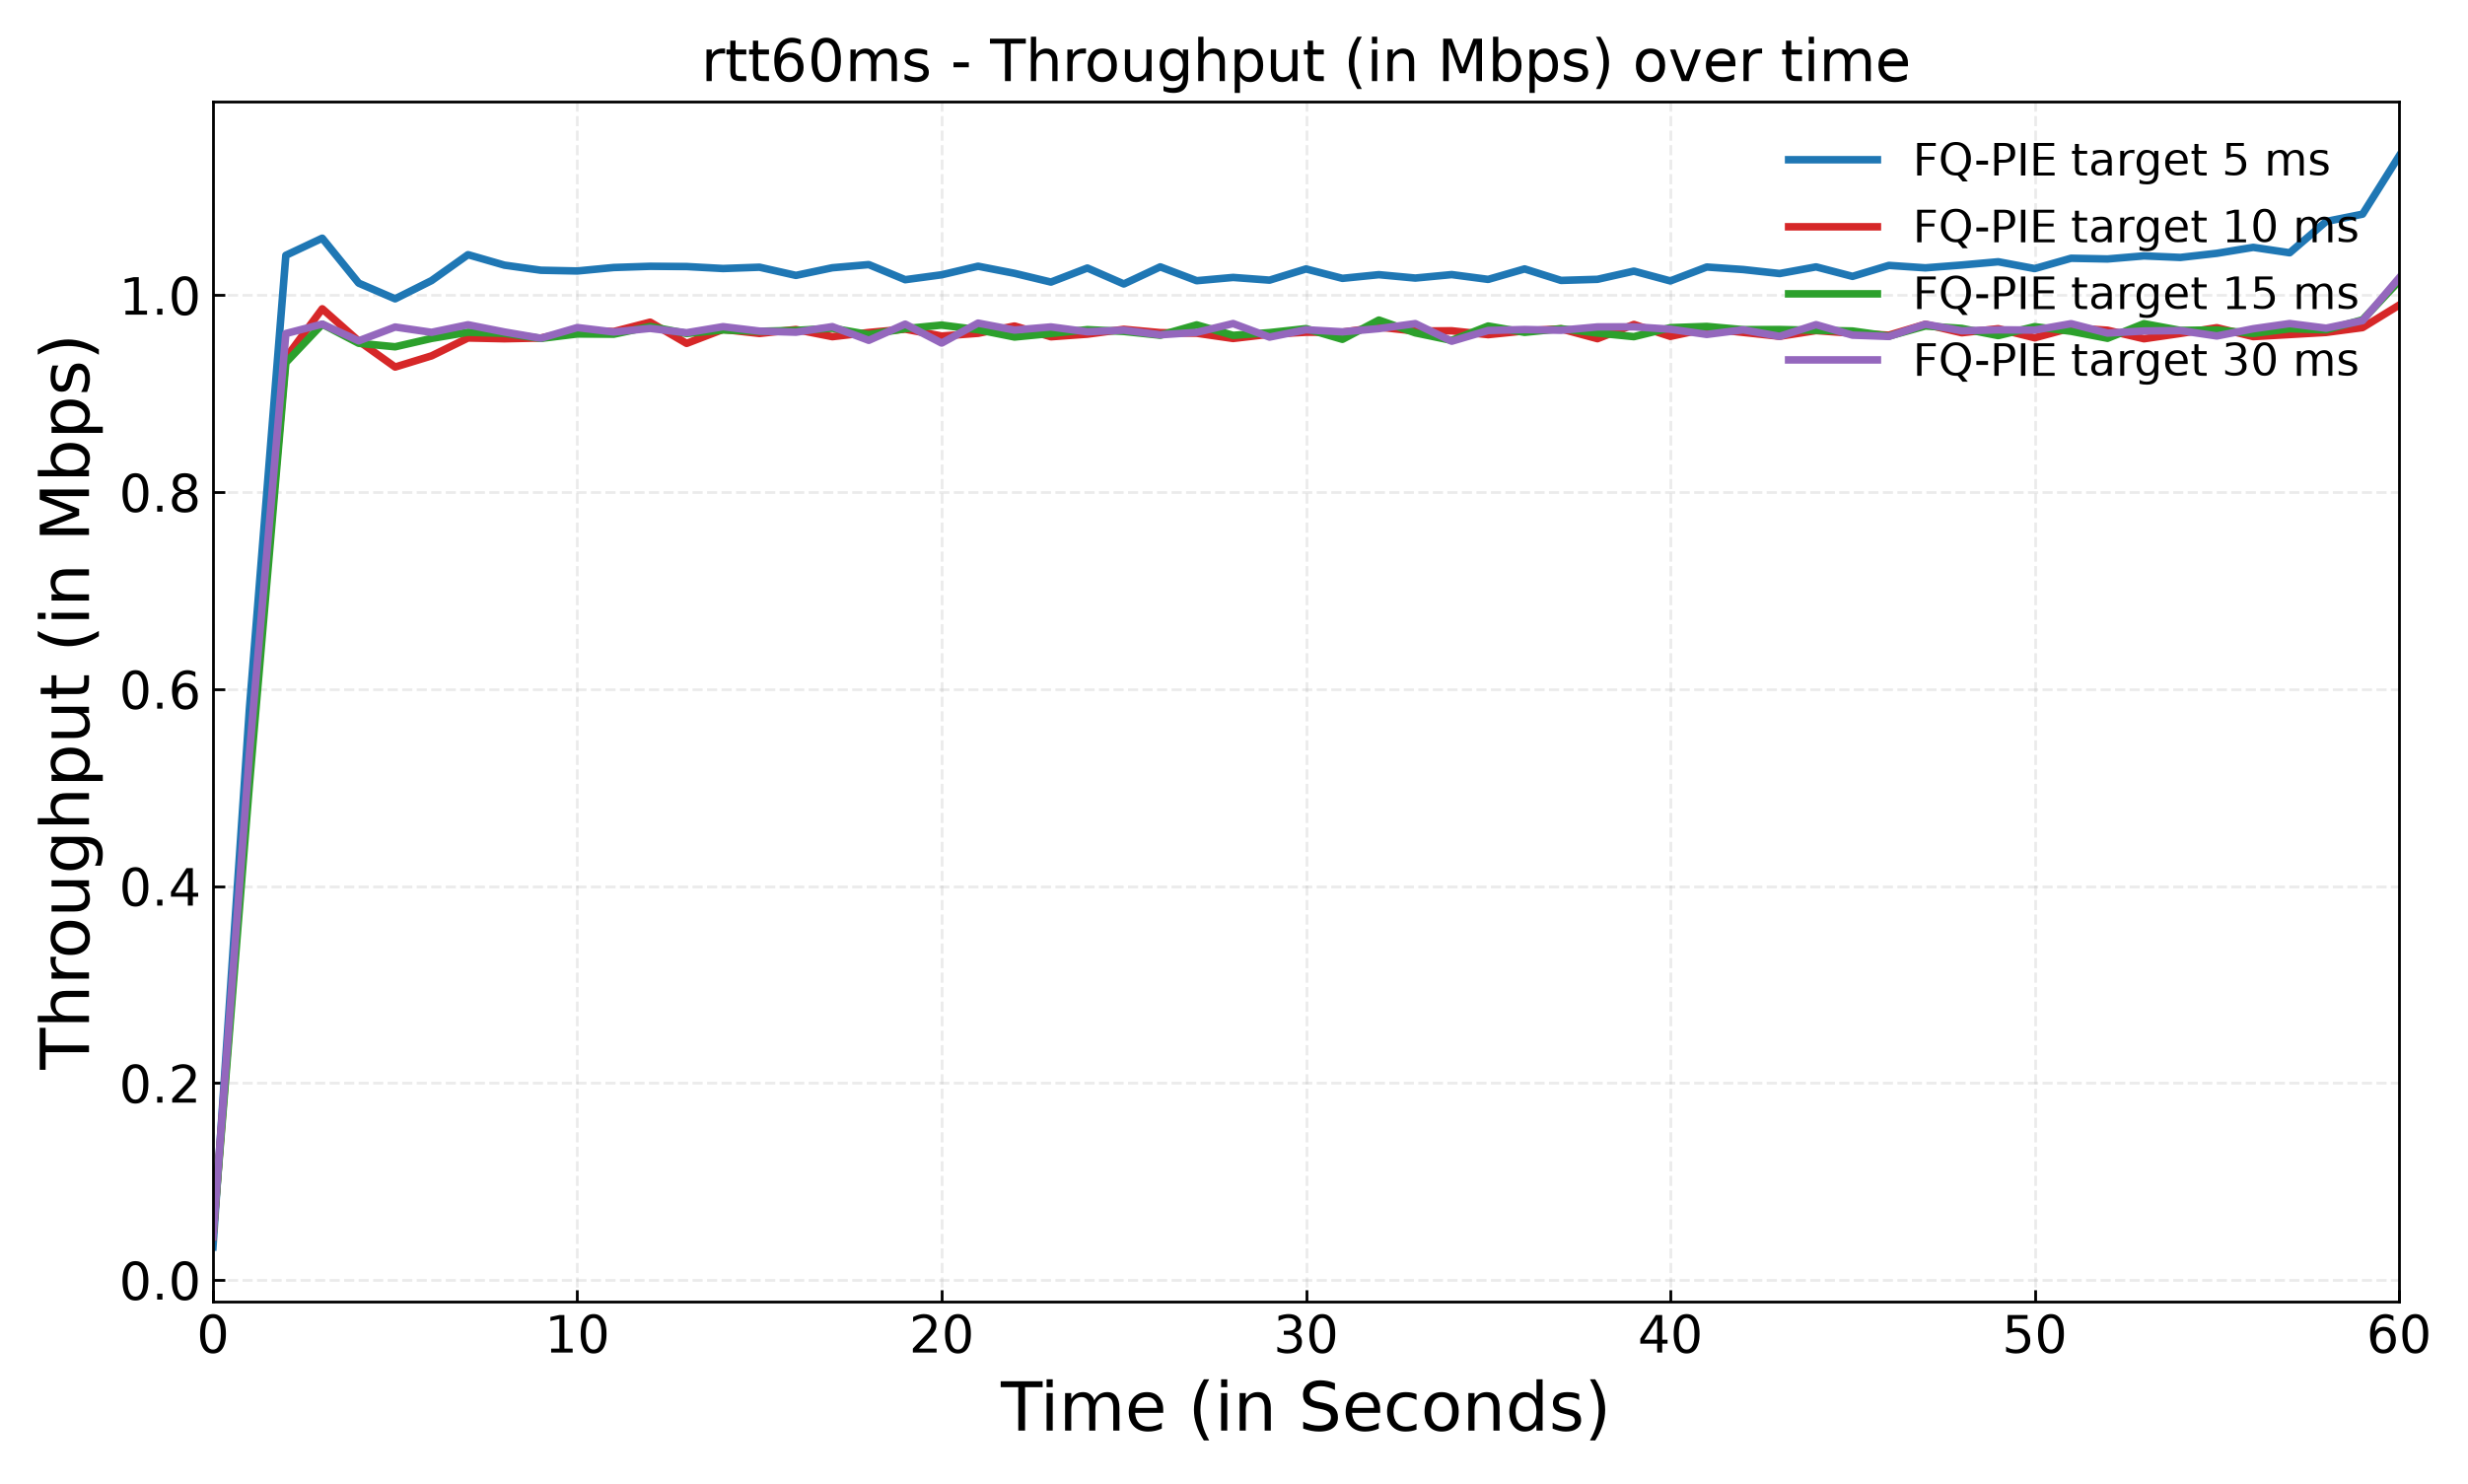 rtt60ms - Throughput (in Mbps) over time
FQ-PIE target 5 ms
FQ-PIE target 10 ms
FQ-PIE target 15 ms
FQ-PIE target 30 ms
Throughput (in Mbps)
1.0
0.8
0.6
0.4
0.2
0.0
0 10 20 30 40 50 60
Time (in Seconds)